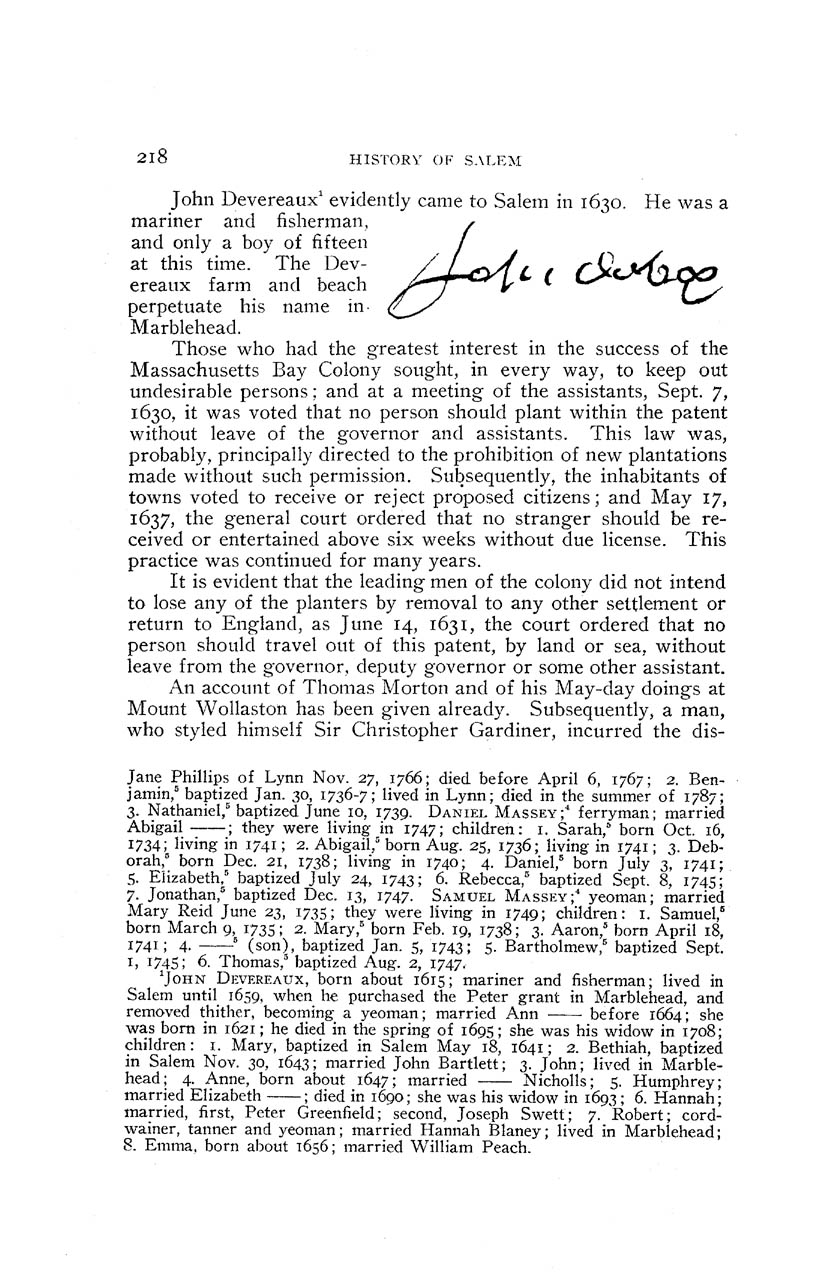 218 HISTORY OF SALEM
John Devereaux¹ evidently came to Salem in 1630. He was a
mariner and fisherman,
and only a boy of fifteen
at this time. The Dev-
ereaux farm and beach
perpetuate his name in
Marblehead.
Those who had the greatest interest in the success of the
Massachusetts Bay Colony sought, in every way, to keep out
undesirable persons; and at a meeting of the assistants, Sept. 7,
1630, it was voted that no person should plant within the patent
without leave of the governor and assistants. This law was,
probably, principally directed to the prohibition of new plantations
made without such permission. Subsequently, the inhabitants of
towns voted to receive or reject proposed citizens; and May 17,
1637, the general court ordered that no stranger should be re-
ceived or entertained above six weeks without due license. This
practice was continued for many years.
It is evident that the leading men of the colony did not intend
to lose any of the planters by removal to any other settlement or
return to England, as June 14, 1631, the court ordered that no
person should travel out of this patent, by land or sea, without
leave from the governor, deputy governor or some other assistant.
An account of Thomas Morton and of his May-day doings at
Mount Wollaston has been given already. Subsequently, a man,
who styled himself Sir Christopher Gardiner, incurred the dis-
Jane Phillips of Lynn Nov. 27, 1766; died before April 6, 1767; 2. Ben-
jamin,⁵ baptized Jan. 30, 1736-7; lived in Lynn; died in the summer of 1787;
3. Nathaniel,⁵ baptized June 10, 1739. DANIEL MASSEY;⁴ ferryman; married
Abigail ——; they were living in 1747; children: 1. Sarah,⁵ born Oct. 16,
1734; living in 1741; 2. Abigail,⁵ born Aug. 25, 1736; living in 1741; 3. Deb-
orah,⁵ born Dec. 21, 1738; living in 1740; 4. Daniel,⁵ born July 3, 1741;
5. Elizabeth,⁵ baptized July 24, 1743; 6. Rebecca,⁵ baptized Sept. 8, 1745;
7. Jonathan,⁵ baptized Dec. 13, 1747. SAMUEL MASSEY;⁴ yeoman; married
Mary Reid June 23, 1735; they were living in 1749; children: 1. Samuel,⁵
born March 9, 1735; 2. Mary,⁵ born Feb. 19, 1738; 3. Aaron,⁵ born April 18,
1741; 4. ——⁵ (son), baptized Jan. 5, 1743; 5. Bartholmew,⁵ baptized Sept.
1, 1745; 6. Thomas,⁵ baptized Aug. 2, 1747.
¹JOHN DEVEREAUX, born about 1615; mariner and fisherman; lived in
Salem until 1659, when he purchased the Peter grant in Marblehead, and
removed thither, becoming a yeoman; married Ann —— before 1664; she
was born in 1621; he died in the spring of 1695; she was his widow in 1708;
children: 1. Mary, baptized in Salem May 18, 1641; 2. Bethiah, baptized
in Salem Nov. 30, 1643; married John Bartlett; 3. John; lived in Marble-
head; 4. Anne, born about 1647; married —— Nicholls; 5. Humphrey;
married Elizabeth ——; died in 1690; she was his widow in 1693; 6. Hannah;
married, first, Peter Greenfield; second, Joseph Swett; 7. Robert; cord-
wainer, tanner and yeoman; married Hannah Blaney; lived in Marblehead;
8. Emma, born about 1656; married William Peach.